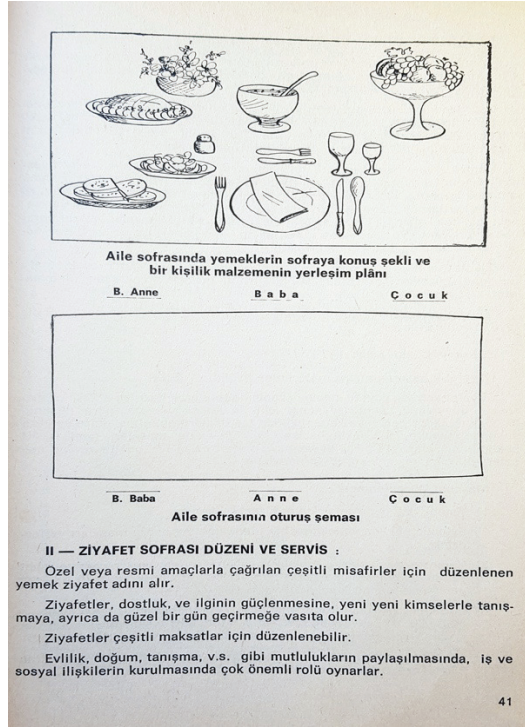 Aile sofrasında yemeklerin sofraya konuş şekli ve
bir kişilik malzemenin yerleşim plânı
B. Anne Baba Çocuk
B. Baba Anne Çocuk
Aile sofrasının oturuş şeması
II — ZİYAFET SOFRASI DÜZENİ VE SERVİS :
Özel veya resmi amaçlarla çağrılan çeşitli misafirler için düzenlenen
yemek ziyafet adını alır.
Ziyafetler, dostluk, ve ilginin güçlenmesine, yeni yeni kimselerle tanış-
maya, ayrıca da güzel bir gün geçirmeğe vasıta olur.
Ziyafetler çeşitli maksatlar için düzenlenebilir.
Evlilik, doğum, tanışma, v.s. gibi mutlulukların paylaşılmasında, iş ve
sosyal ilişkilerin kurulmasında çok önemli rolü oynarlar.
41